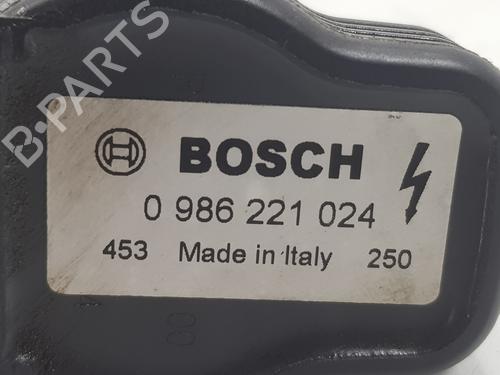 B-PARTS
BOSCH
0 986 221 024
453 Made in Italy 250